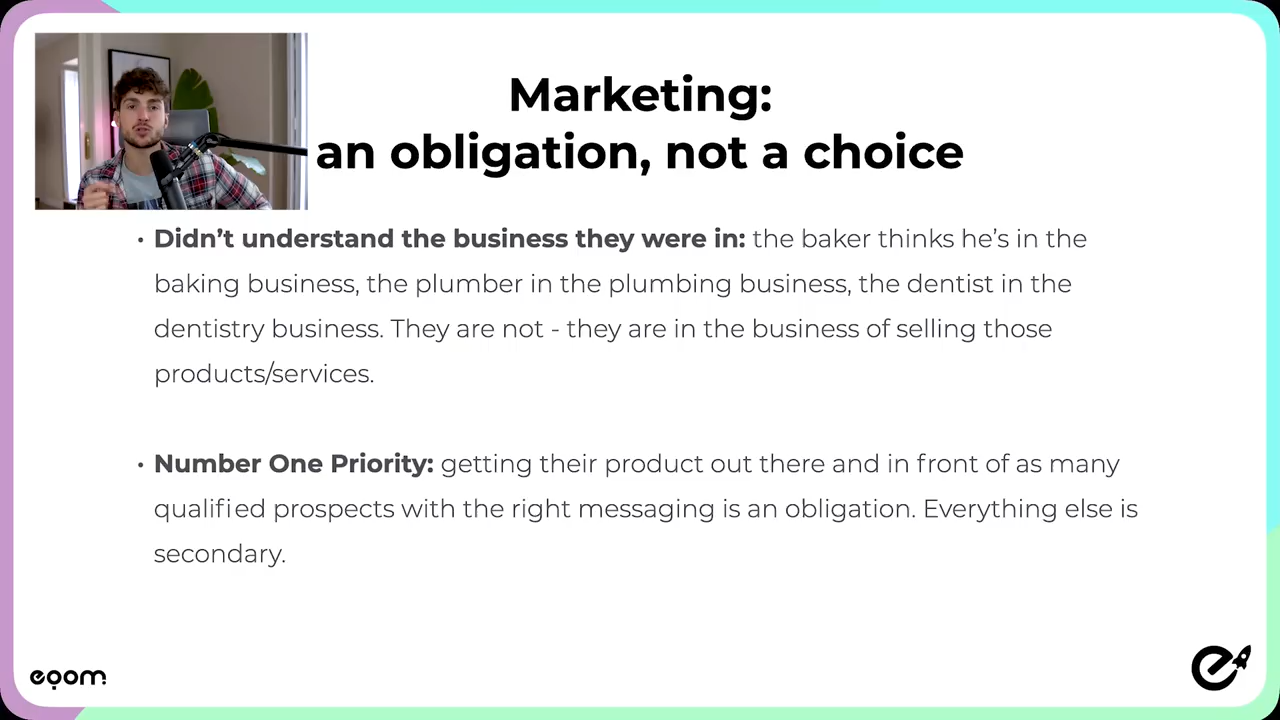 Marketing:
an obligation, not a choice
• Didn’t understand the business they were in: the baker thinks he’s in the
baking business, the plumber in the plumbing business, the dentist in the
dentistry business. They are not - they are in the business of selling those
products/services.
• Number One Priority: getting their product out there and in front of as many
qualified prospects with the right messaging is an obligation. Everything else is
secondary.
eqom
e